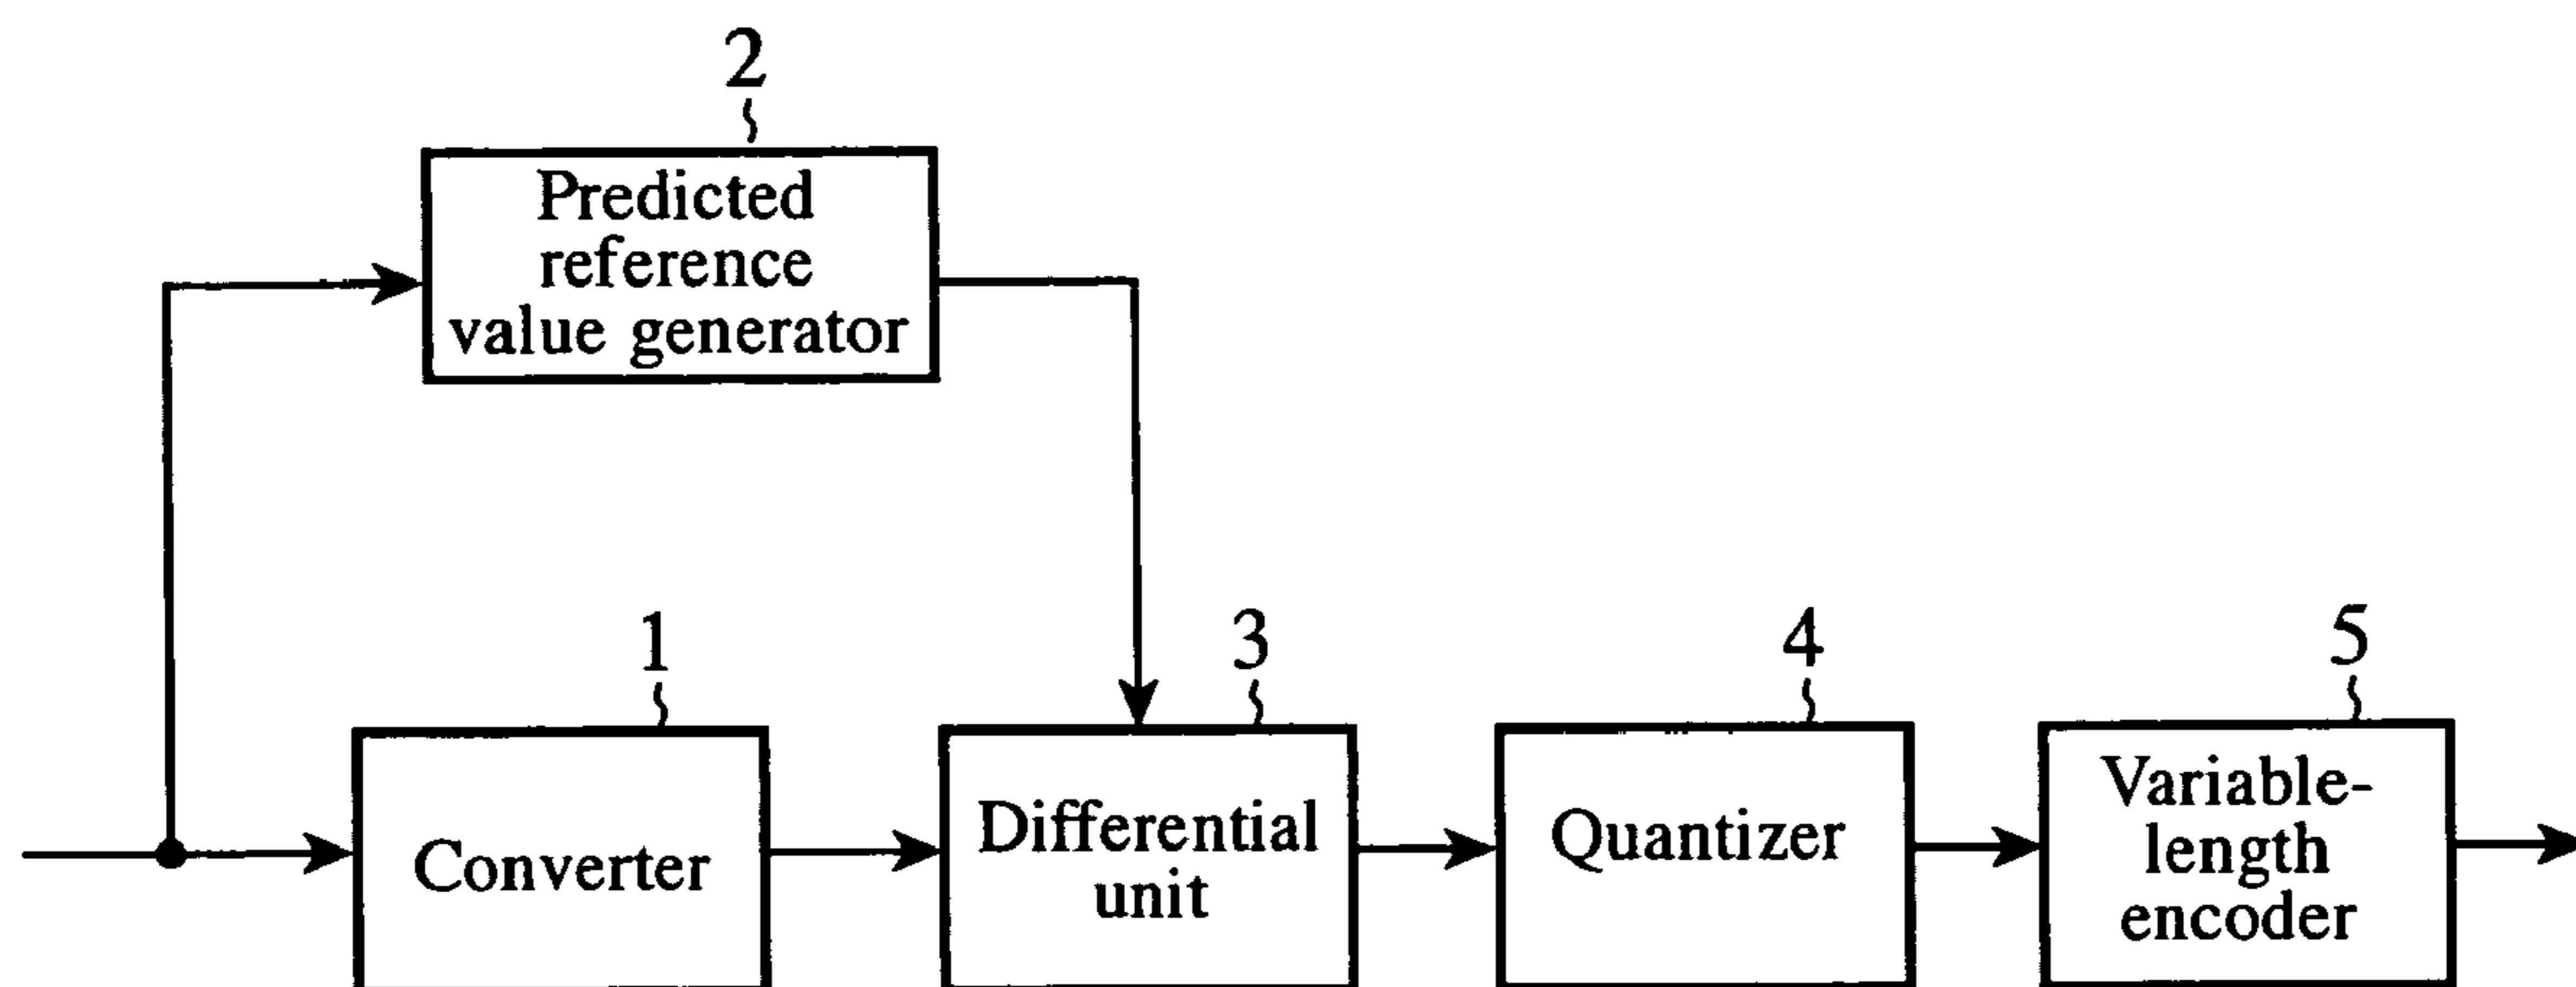 2
Predicted
reference
value generator
1
3
4
5
Converter
Differential
unit
Quantizer
Variable-
length
encoder